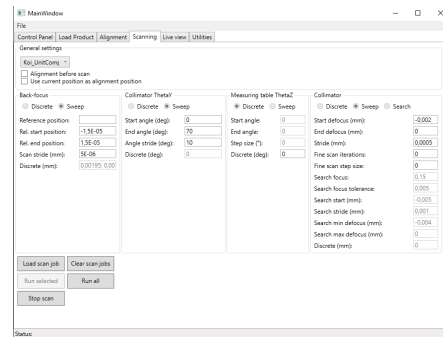 MainWindow
File
Control Panel Load Product Alignment Scanning Live view Utilities
General settings
Koi_UnitComp
Alignment before scan
Use current position as alignment position
Back-focus
Discrete Sweep
Reference position:
Rel. start position: -1,5E-05
Rel. end position: 1,5E-05
Scan stride (mm): 5E-06
Discrete (mm): 0,00195; 0,00
Collimator ThetaY
Discrete Sweep
Start angle (deg): 0
End angle (deg): 70
Angle stride (deg): 10
Discrete (deg): 0
Measuring table ThetaZ
Discrete Sweep
Start angle: 0
End angle: 0
Step size (°): 0
Discrete (deg): 0
Collimator
Discrete Sweep Search
Start defocus (mm): -0,002
End defocus (mm): 0
Stride (mm): 0,0005
Fine scan iterations: 0
Fine scan step size: 0
Search focus: 0,15
Search focus tolerance: 0,005
Search start (mm): -0,005
Search stride (mm): 0,001
Search min defocus (mm): -0,004
Search max defocus (mm): 0
Discrete (mm): 0
Load scan job Clear scan jobs
Run selected Run all
Stop scan
Status: